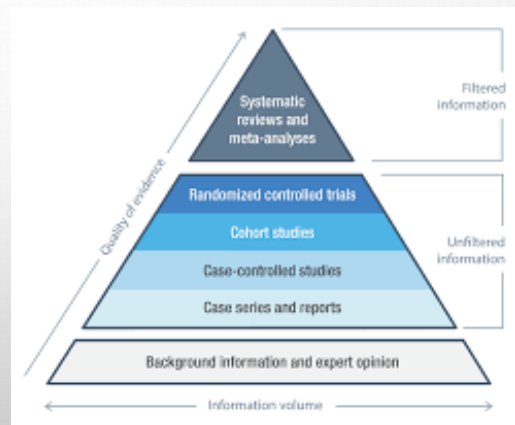 Systematic
reviews and
meta-analyses
Filtered
information
Quality of evidence
Randomized controlled trials
Cohort studies
Case-controlled studies
Case series and reports
Unfiltered
information
Background information and expert opinion
Information volume